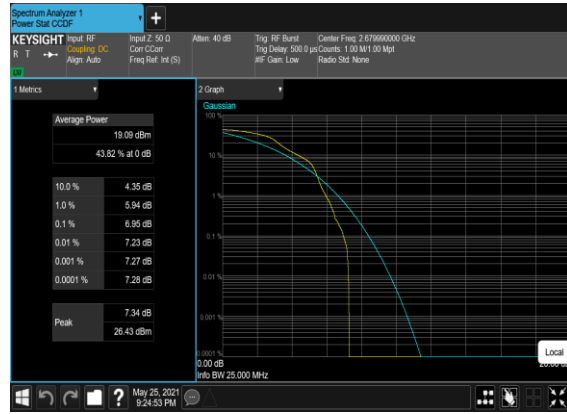 Spectrum Analyzer 1
Power Stat CCDF
+
KEYSIGHT Input: RF Input Z: 50 Ω Atten: 40 dB Trig: RF Burst Center Freq: 2.679990000 GHz
R T Coupling: DC Corr CCorr Trig Delay: 500.0 µs Counts: 1.00 M/1.00 Mpt
Align: Auto Freq Ref: Int (S) #IF Gain: Low Radio Std: None
1 Metrics
2 Graph
Gaussian
Average Power
19.09 dBm
43.82 % at 0 dB
10.0 % 4.35 dB
1.0 % 5.94 dB
0.1 % 6.95 dB
0.01 % 7.23 dB
0.001 % 7.27 dB
0.0001 % 7.28 dB
Peak
7.34 dB
26.43 dBm
100 %
10 %
1 %
0.1 %
0.01 %
0.001 %
0.0001 %
0.00 dB
Info BW 25.000 MHz
Local
? May 25, 2021
9:24:53 PM